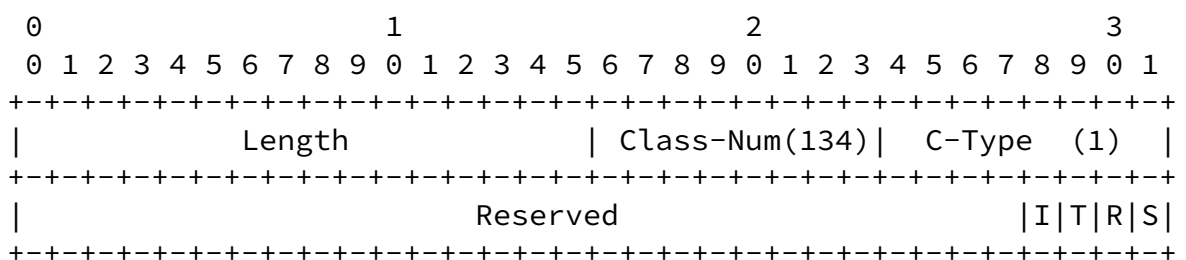 0                   1                   2                   3
 0 1 2 3 4 5 6 7 8 9 0 1 2 3 4 5 6 7 8 9 0 1 2 3 4 5 6 7 8 9 0 1
+-+-+-+-+-+-+-+-+-+-+-+-+-+-+-+-+-+-+-+-+-+-+-+-+-+-+-+-+-+-+-+-+
|            Length             | Class-Num(134)|  C-Type  (1)  |
+-+-+-+-+-+-+-+-+-+-+-+-+-+-+-+-+-+-+-+-+-+-+-+-+-+-+-+-+-+-+-+-+
|                         Reserved                      |I|T|R|S|
+-+-+-+-+-+-+-+-+-+-+-+-+-+-+-+-+-+-+-+-+-+-+-+-+-+-+-+-+-+-+-+-+